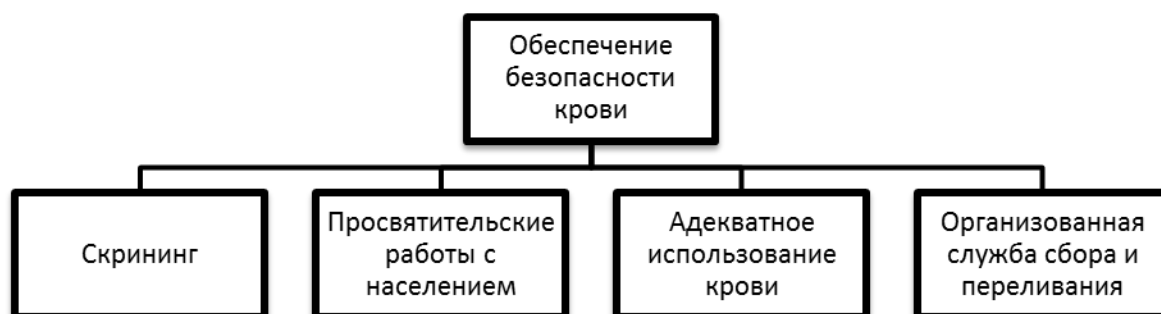 Обеспечение
безопасности
крови
Скрининг
Просвятительские
работы с
населением
Адекватное
использование
крови
Организованная
служба сбора и
переливания